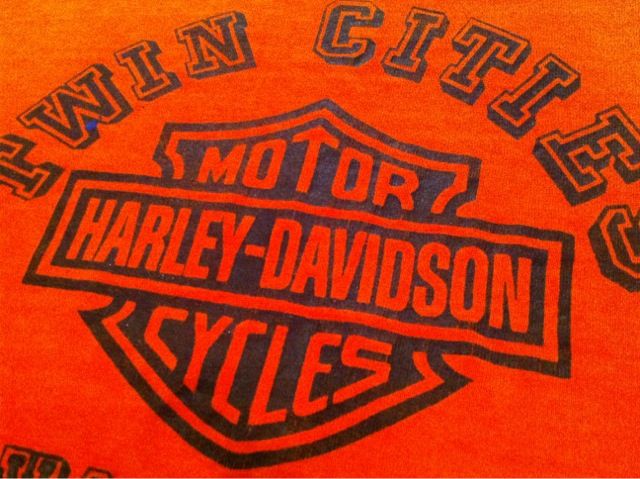 TWIN CITIES
MOTOR
HARLEY-DAVIDSON
CYCLES